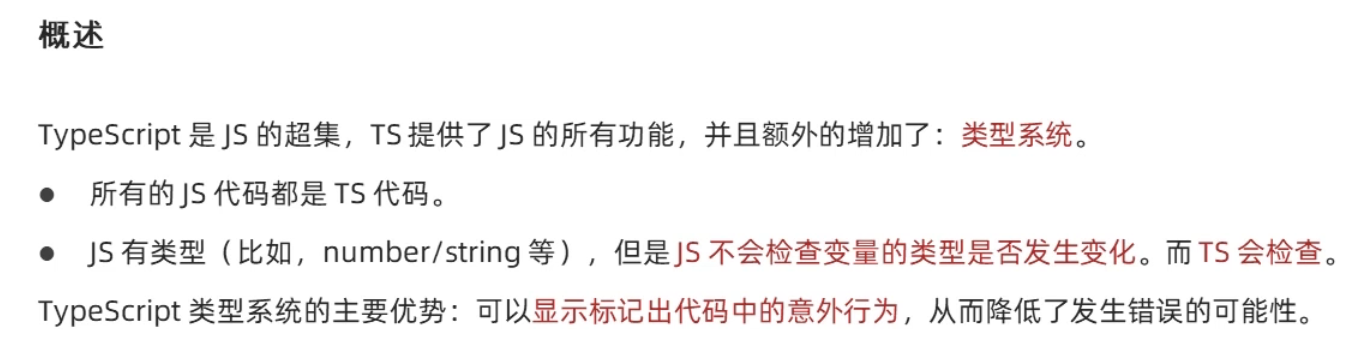 概述
TypeScript 是 JS 的超集，TS 提供了 JS 的所有功能，并且额外的增加了：类型系统。
● 所有的 JS 代码都是 TS 代码。
● JS 有类型（比如，number/string 等），但是 JS 不会检查变量的类型是否发生变化。而 TS 会检查。
TypeScript 类型系统的主要优势：可以显示标记出代码中的意外行为，从而降低了发生错误的可能性。